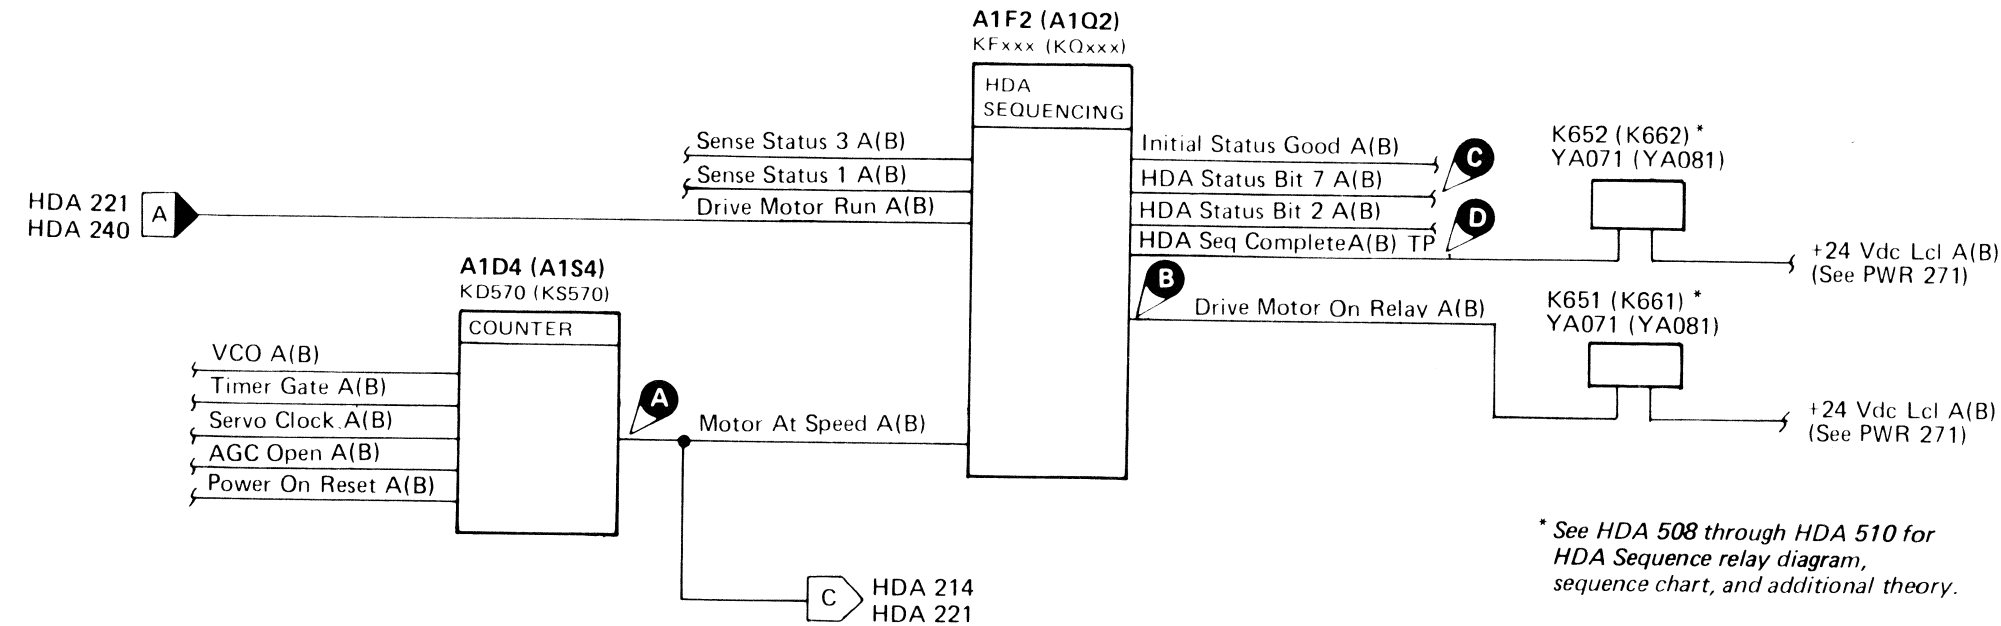 A1F2 (A1Q2)
KFxxx (KQxxx)
HDA
SEQUENCING
Sense Status 3 A(B)
Sense Status 1 A(B)
Drive Motor Run A(B)
HDA 221
HDA 240
A
Initial Status Good A(B)
HDA Status Bit 7 A(B)
HDA Status Bit 2 A(B)
HDA Seq Complete A(B) TP
C
D
B
Drive Motor On Relay A(B)
K652 (K662) *
YA071 (YA081)
+24 Vdc Lcl A(B)
(See PWR 271)
K651 (K661) *
YA071 (YA081)
+24 Vdc Lcl A(B)
(See PWR 271)
A1D4 (A1S4)
KD570 (KS570)
COUNTER
VCO A(B)
Timer Gate A(B)
Servo Clock A(B)
AGC Open A(B)
Power On Reset A(B)
A
Motor At Speed A(B)
C
HDA 214
HDA 221
* See HDA 508 through HDA 510 for
HDA Sequence relay diagram,
sequence chart, and additional theory.